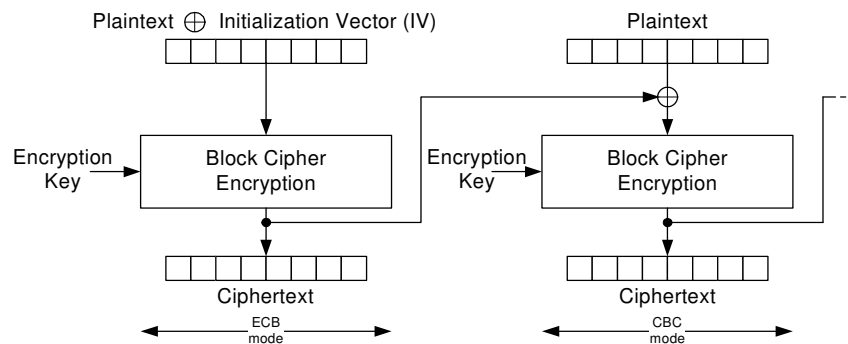 Plaintext ⊕ Initialization Vector (IV)
Plaintext
Encryption
Key
Block Cipher
Encryption
Encryption
Key
Block Cipher
Encryption
Ciphertext
Ciphertext
ECB
mode
CBC
mode